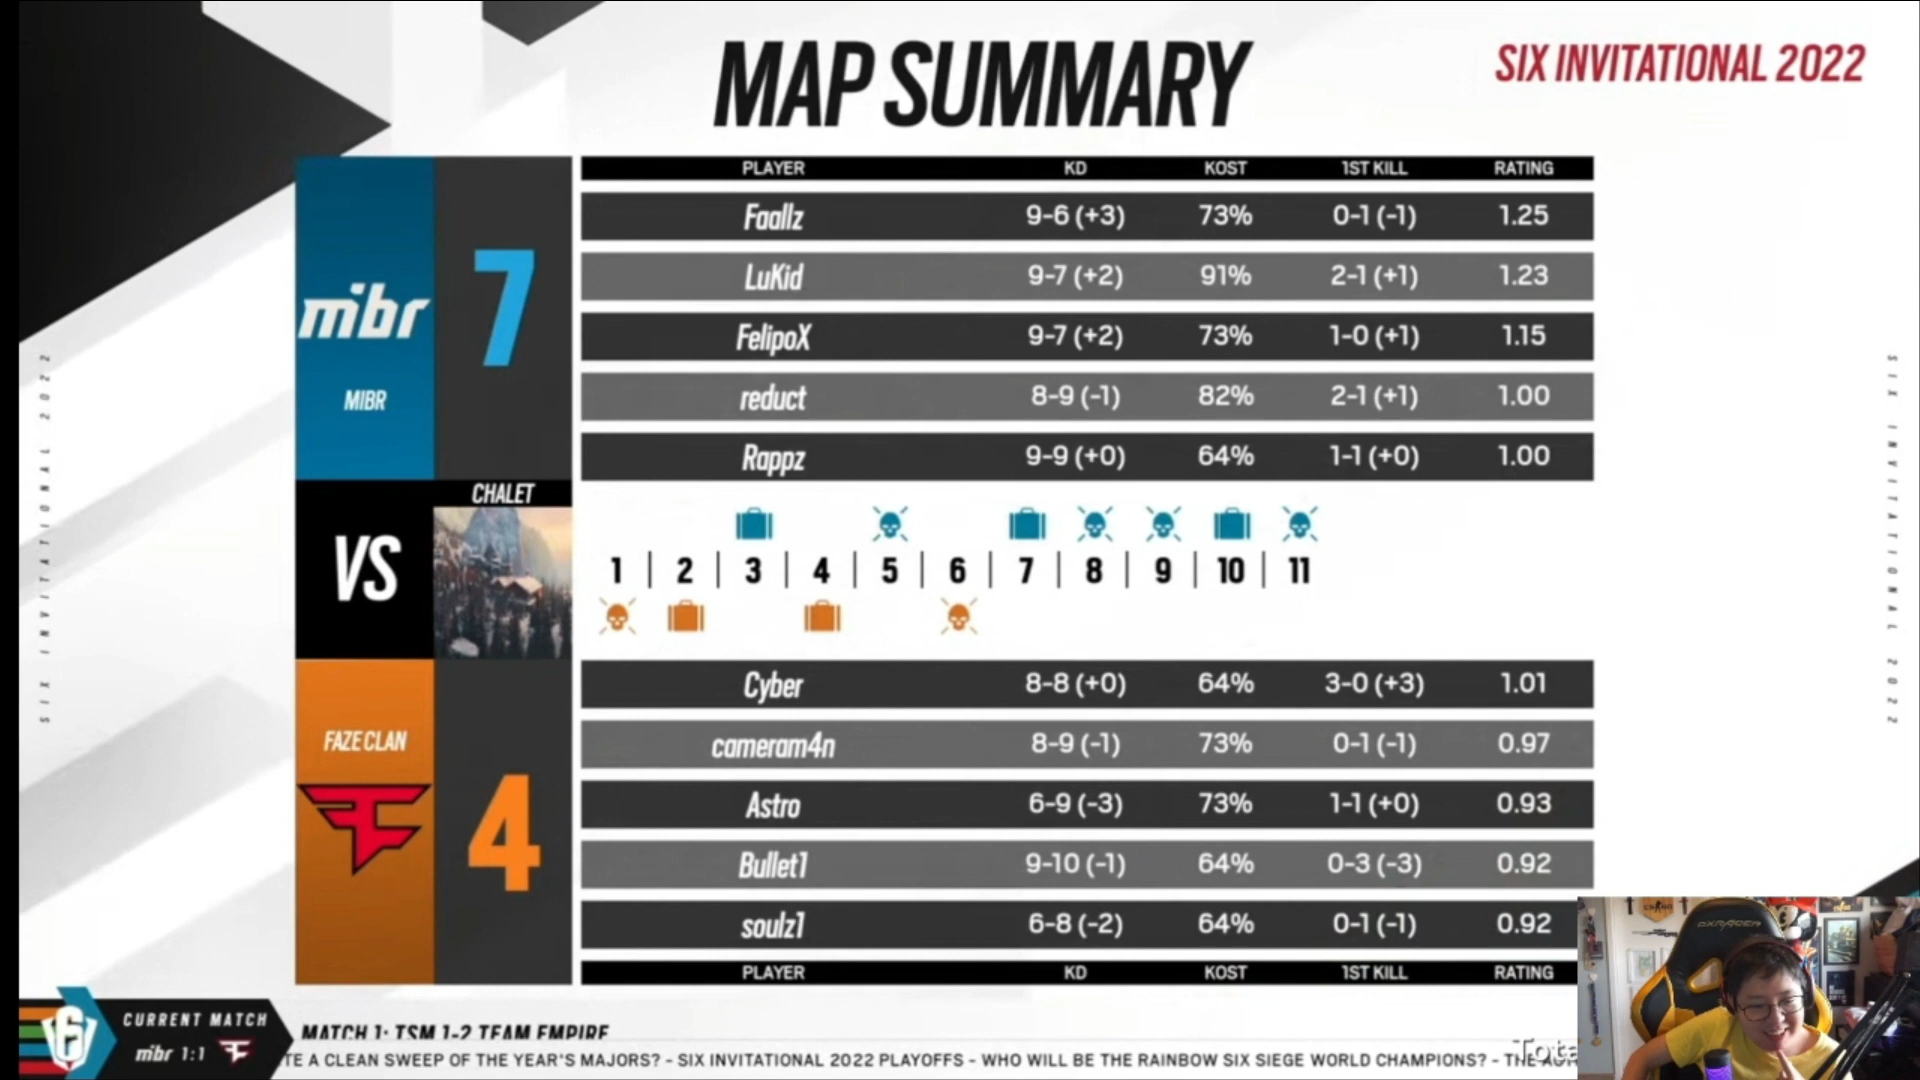 MAP SUMMARY
SIX INVITATIONAL 2022
PLAYER KD KOST 1ST KILL RATING
Faallz 9-6 (+3) 73% 0-1 (-1) 1.25
LuKid 9-7 (+2) 91% 2-1 (+1) 1.23
FelipoX 9-7 (+2) 73% 1-0 (+1) 1.15
reduct 8-9 (-1) 82% 2-1 (+1) 1.00
Rappz 9-9 (+0) 64% 1-1 (+0) 1.00
mibr
MIBR
7
SIX INVITATIONAL 2022
SIX INVITATIONAL 2022
CHALET
VS
1 | 2 | 3 | 4 | 5 | 6 | 7 | 8 | 9 | 10 | 11
FAZE CLAN
4
Cyber 8-8 (+0) 64% 3-0 (+3) 1.01
cameram4n 8-9 (-1) 73% 0-1 (-1) 0.97
Astro 6-9 (-3) 73% 1-1 (+0) 0.93
Bullet1 9-10 (-1) 64% 0-3 (-3) 0.92
soulz1 6-8 (-2) 64% 0-1 (-1) 0.92
PLAYER KD KOST 1ST KILL RATING
DXRACER
6
CURRENT MATCH
mibr 1:1
MATCH 1: TSM 1-2 TEAM EMPIRE
TE A CLEAN SWEEP OF THE YEAR'S MAJORS? - SIX INVITATIONAL 2022 PLAYOFFS - WHO WILL BE THE RAINBOW SIX SIEGE WORLD CHAMPIONS? -